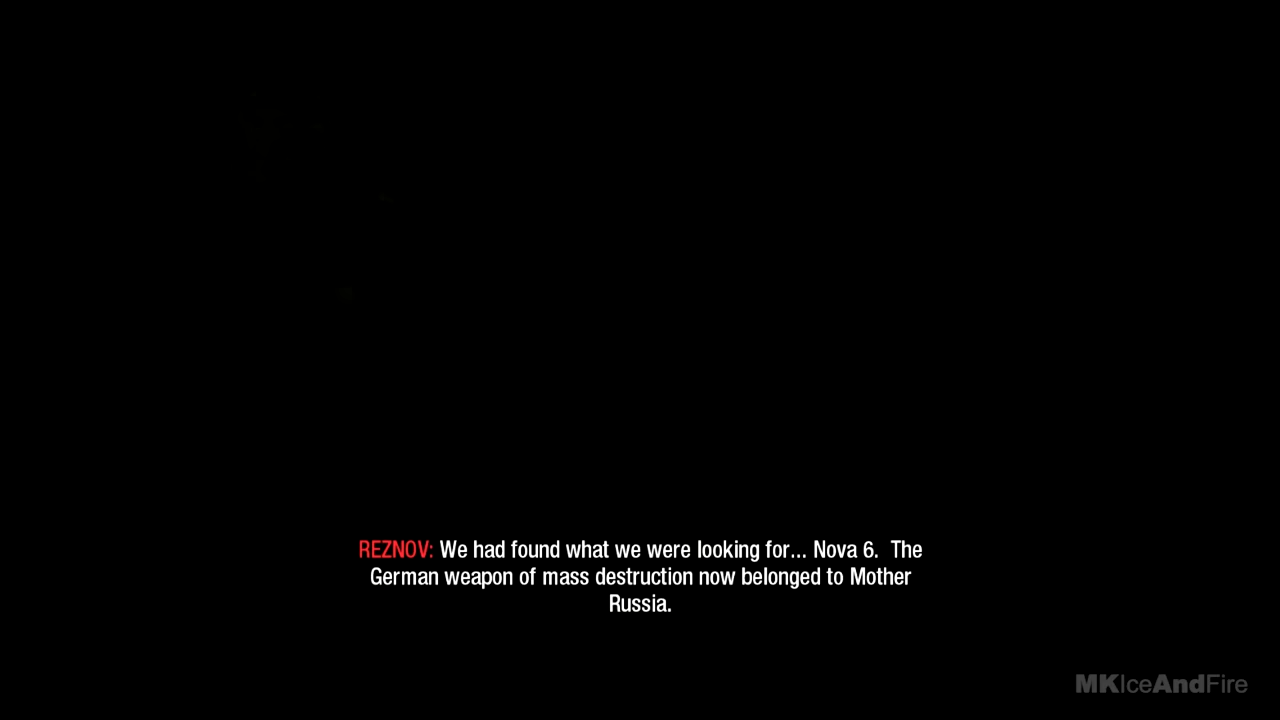 REZNOV: We had found what we were looking for... Nova 6.  The
German weapon of mass destruction now belonged to Mother
Russia.
MKIceAndFire